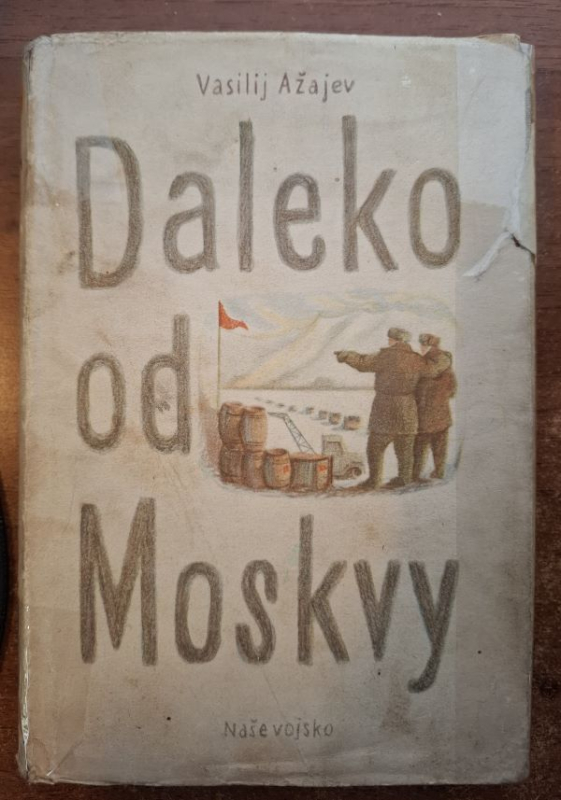 Vasilij Ažajev
Daleko
od
Moskvy
Naše vojsko